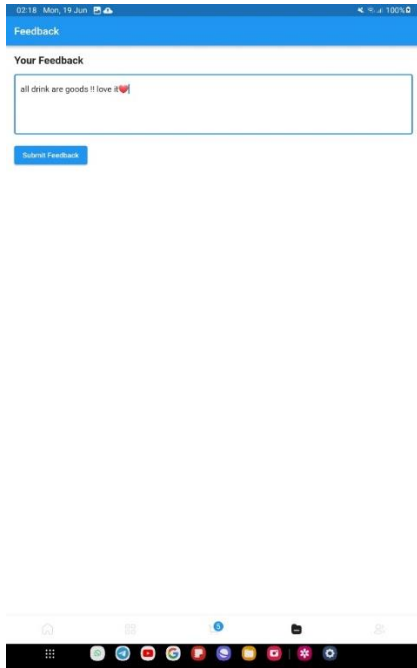 02:18 Mon, 19 Jun 100%
Feedback
Your Feedback
all drink are goods !! love it❤️
Submit Feedback
5